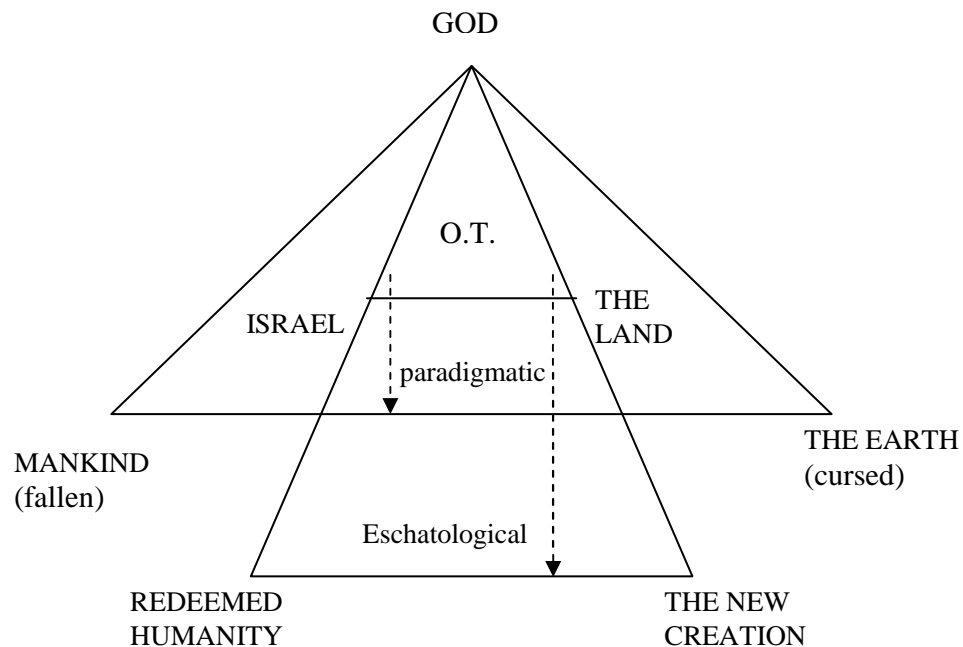 GOD
O.T.
ISRAEL
THE
LAND
paradigmatic
MANKIND
(fallen)
THE EARTH
(cursed)
Eschatological
REDEEMED
HUMANITY
THE NEW
CREATION